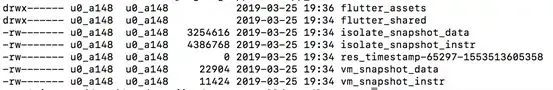 drwx------ u0_a148 u0_a148 2019-03-25 19:36 flutter_assets
drwx------ u0_a148 u0_a148 2019-03-25 19:34 flutter_shared
-rw------- u0_a148 u0_a148 3254616 2019-03-25 19:34 isolate_snapshot_data
-rw------- u0_a148 u0_a148 4386768 2019-03-25 19:34 isolate_snapshot_instr
-rw------- u0_a148 u0_a148 0 2019-03-25 19:34 res_timestamp-65297-1553513605358
-rw------- u0_a148 u0_a148 22904 2019-03-25 19:34 vm_snapshot_data
-rw------- u0_a148 u0_a148 11424 2019-03-25 19:34 vm_snapshot_instr